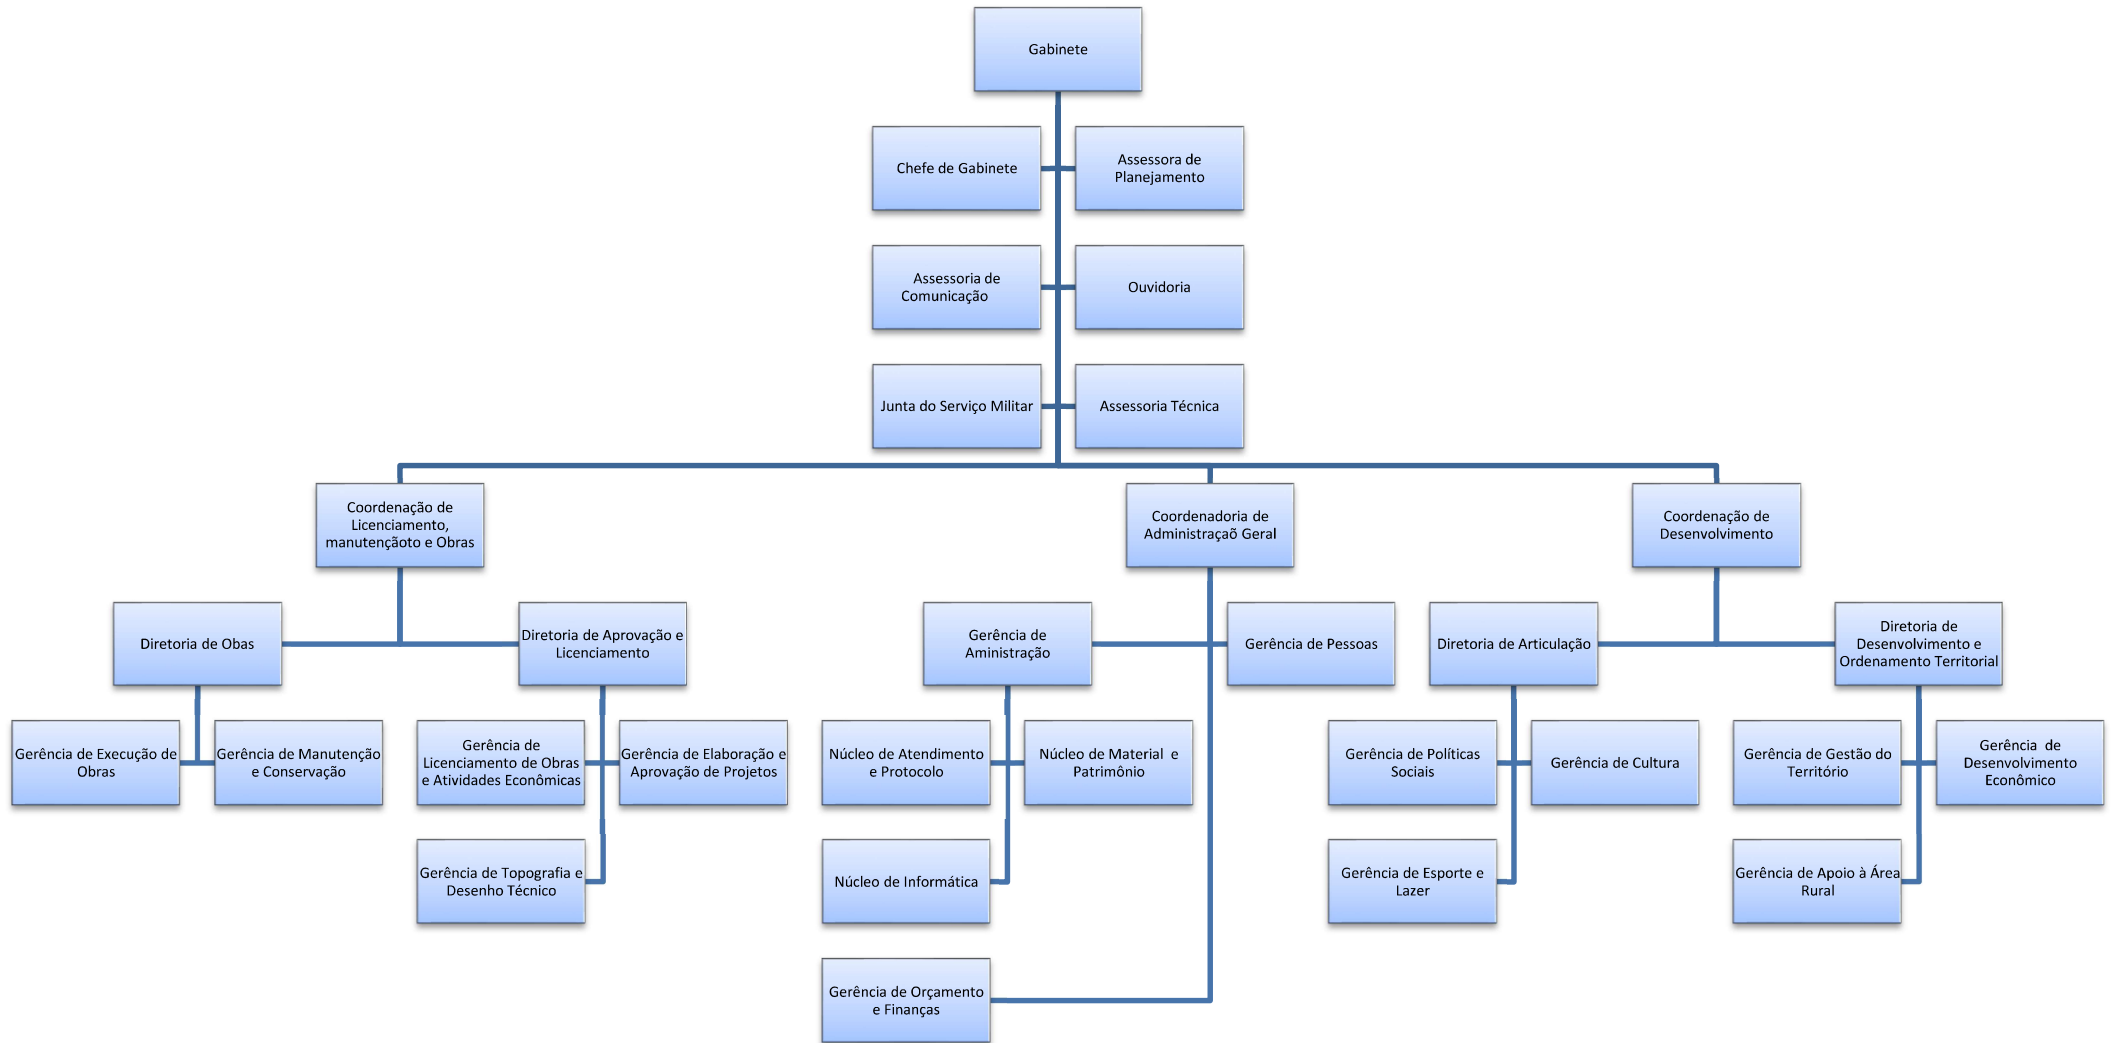 Gabinete
Chefe de Gabinete
Assessora de
Planejamento
Assessoria de
Comunicação
Ouvidoria
Junta do Serviço Militar
Assessoria Técnica
Coordenação de
Licenciamento,
manutençãoto e Obras
Coordenadoria de
Administraçaõ Geral
Coordenação de
Desenvolvimento
Diretoria de Obas
Diretoria de Aprovação e
Licenciamento
Gerência de
Aministração
Gerência de Pessoas
Diretoria de Articulação
Diretoria de
Desenvolvimento e
Ordenamento Territorial
Gerência de Execução de
Obras
Gerência de Manutenção
e Conservação
Gerência de
Licenciamento de Obras
e Atividades Econômicas
Gerência de Elaboração e
Aprovação de Projetos
Núcleo de Atendimento
e Protocolo
Núcleo de Material e
Patrimônio
Gerência de Políticas
Sociais
Gerência de Cultura
Gerência de Gestão do
Território
Gerência de
Desenvolvimento
Econômico
Gerência de Topografia e
Desenho Técnico
Núcleo de Informática
Gerência de Esporte e
Lazer
Gerência de Apoio à Área
Rural
Gerência de Orçamento
e Finanças